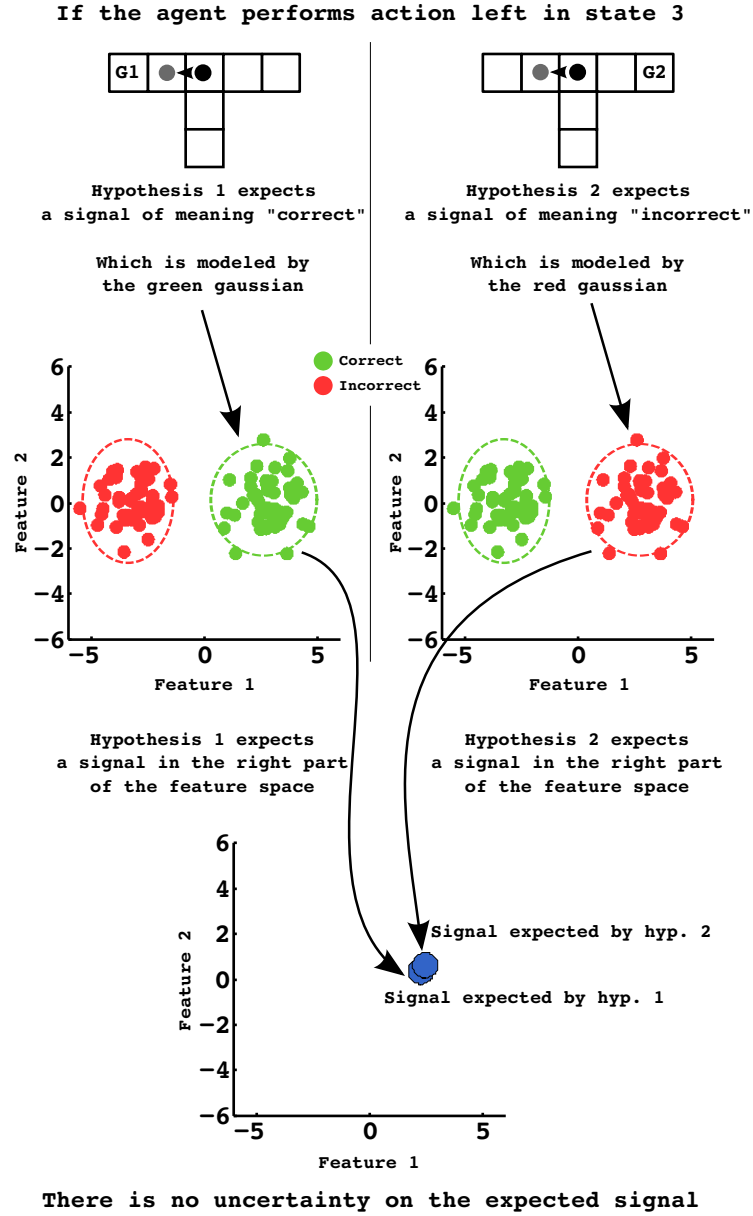 If the agent performs action left in state 3
G1
G2
Hypothesis 1 expects
a signal of meaning "correct"
Hypothesis 2 expects
a signal of meaning "incorrect"
Which is modeled by
the green gaussian
Which is modeled by
the red gaussian
Correct
Incorrect
6
4
2
0
−2
−4
−6
−5
0
5
Feature 2
Feature 1
6
4
2
0
−2
−4
−6
−5
0
5
Feature 2
Feature 1
Hypothesis 1 expects
a signal in the right part
of the feature space
Hypothesis 2 expects
a signal in the right part
of the feature space
6
4
2
0
−2
−4
−6
−5
0
5
Feature 2
Feature 1
Signal expected by hyp. 2
Signal expected by hyp. 1
There is no uncertainty on the expected signal